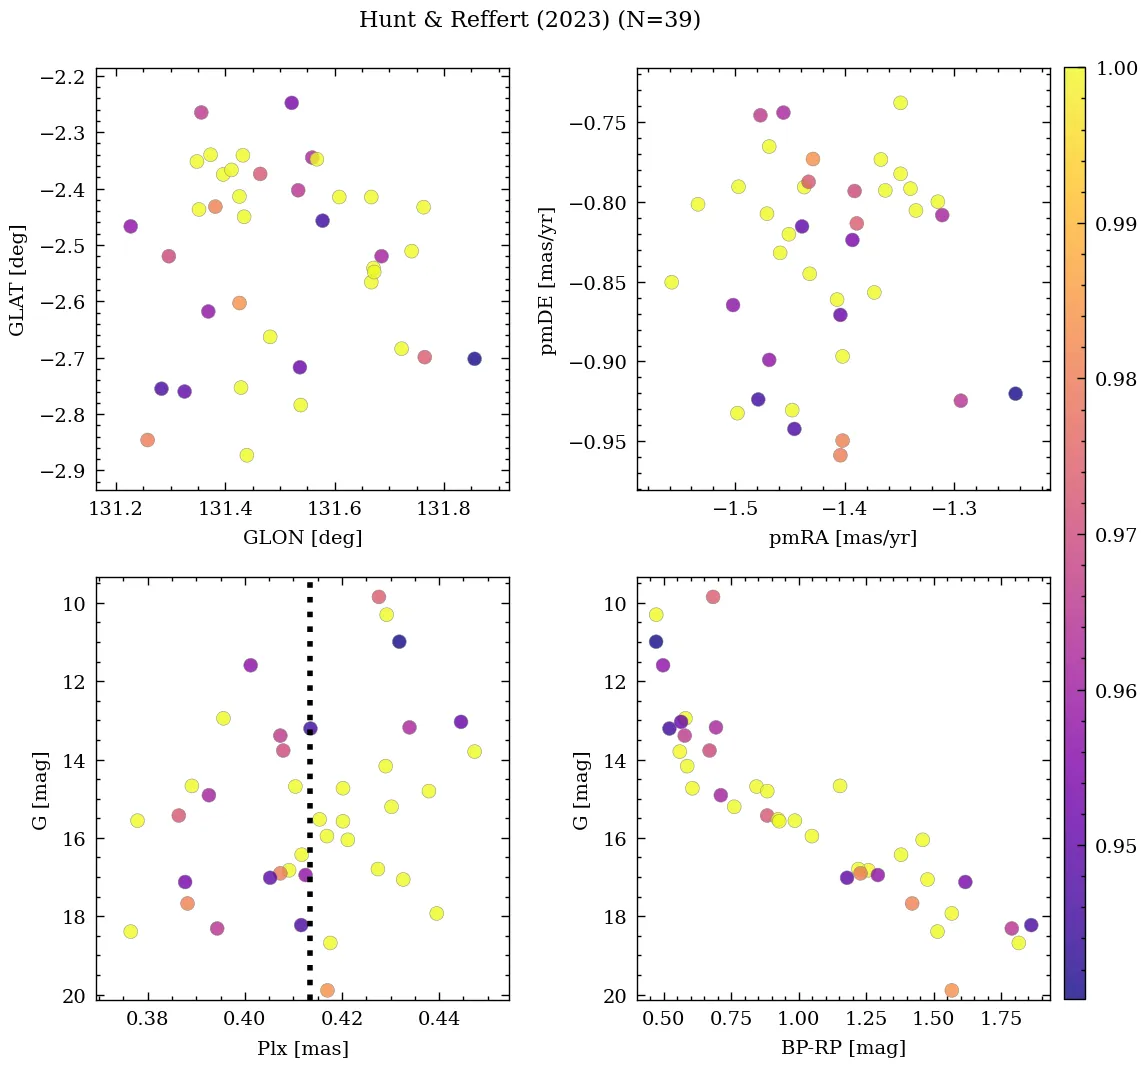 Hunt & Reffert (2023) (N=39)
−2.2
−2.3
−2.4
−2.5
−2.6
−2.7
−2.8
−2.9
GLAT [deg]
131.2 131.4 131.6 131.8
GLON [deg]
−0.75
−0.80
−0.85
−0.90
−0.95
pmDE [mas/yr]
−1.5 −1.4 −1.3
pmRA [mas/yr]
10
12
14
16
18
20
G [mag]
0.38 0.40 0.42 0.44
Plx [mas]
10
12
14
16
18
20
G [mag]
0.50 0.75 1.00 1.25 1.50 1.75
BP-RP [mag]
1.00
0.99
0.98
0.97
0.96
0.95